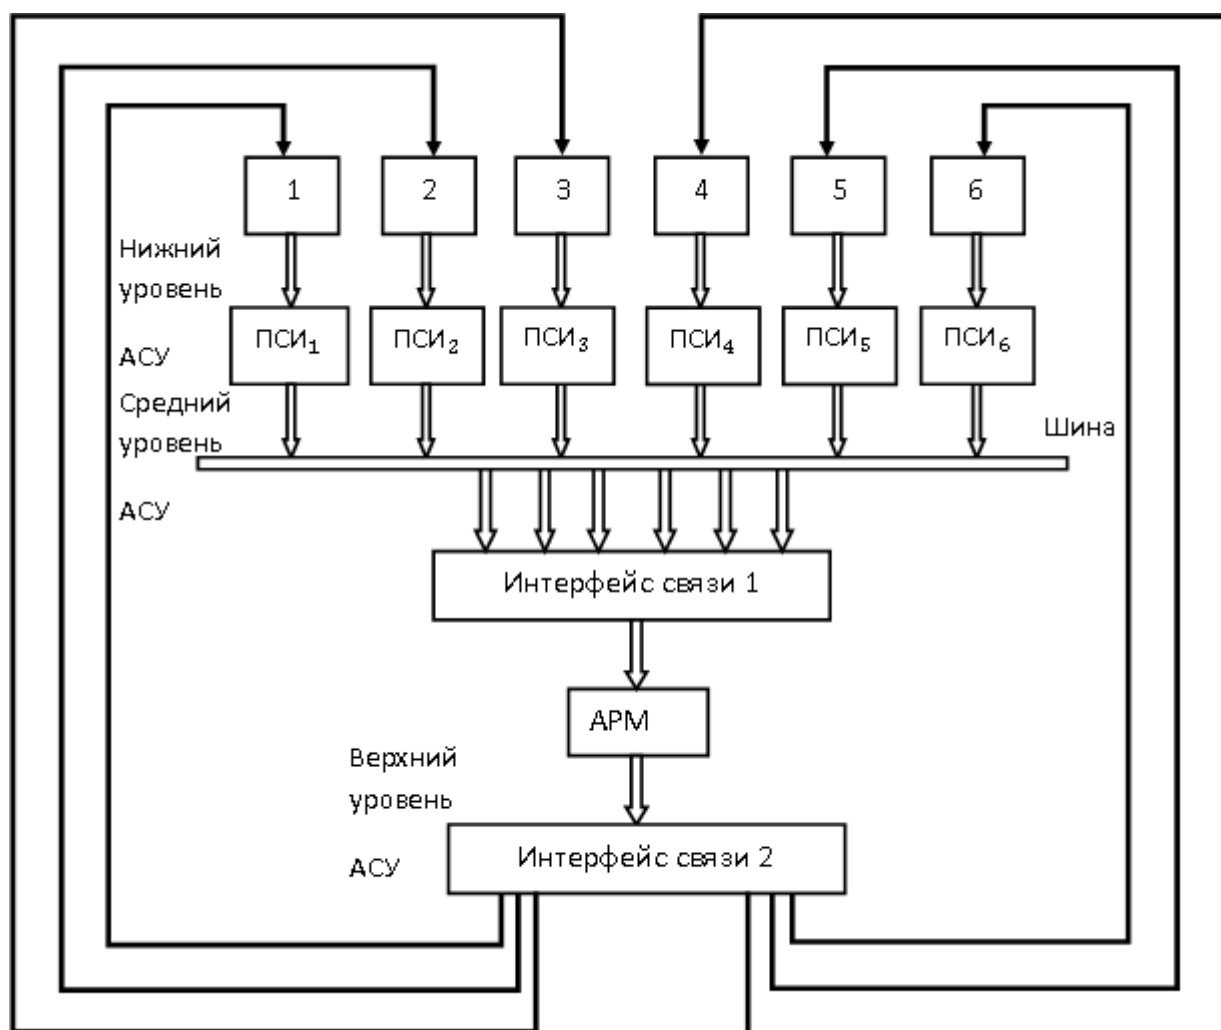 1 2 3 4 5 6
Нижний
уровень
ПСИ₁ ПСИ₂ ПСИ₃ ПСИ₄ ПСИ₅ ПСИ₆
АСУ
Средний
уровень
Шина
АСУ
Интерфейс связи 1
АРМ
Верхний
уровень
Интерфейс связи 2
АСУ